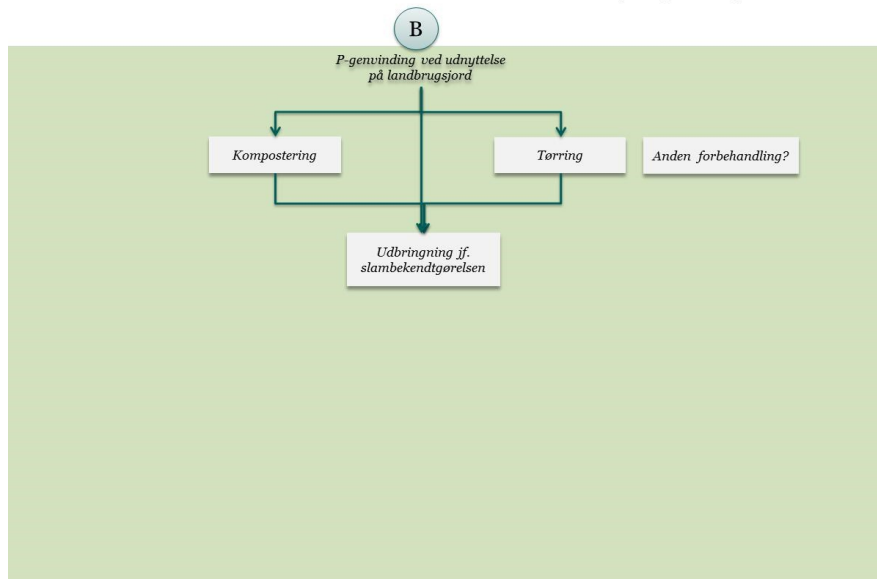 B
P-genvinding ved udnyttelse
på landbrugsjord
Kompostering
Tørring
Anden forbehandling?
Udbringning jf.
slambekendtgørelsen